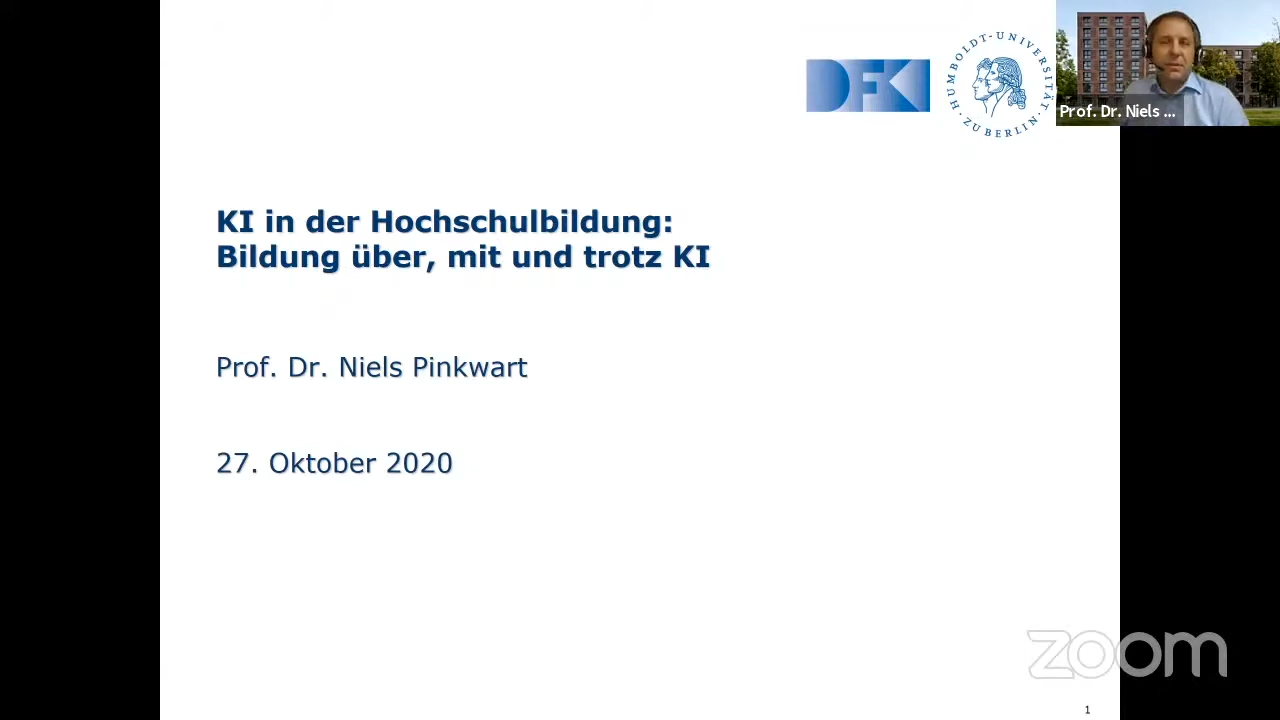 DFKI
HUMBOLDT-UNIVERSITÄT
ZU BERLIN
Prof. Dr. Niels ...
KI in der Hochschulbildung:
Bildung über, mit und trotz KI
Prof. Dr. Niels Pinkwart
27. Oktober 2020
zoom
1